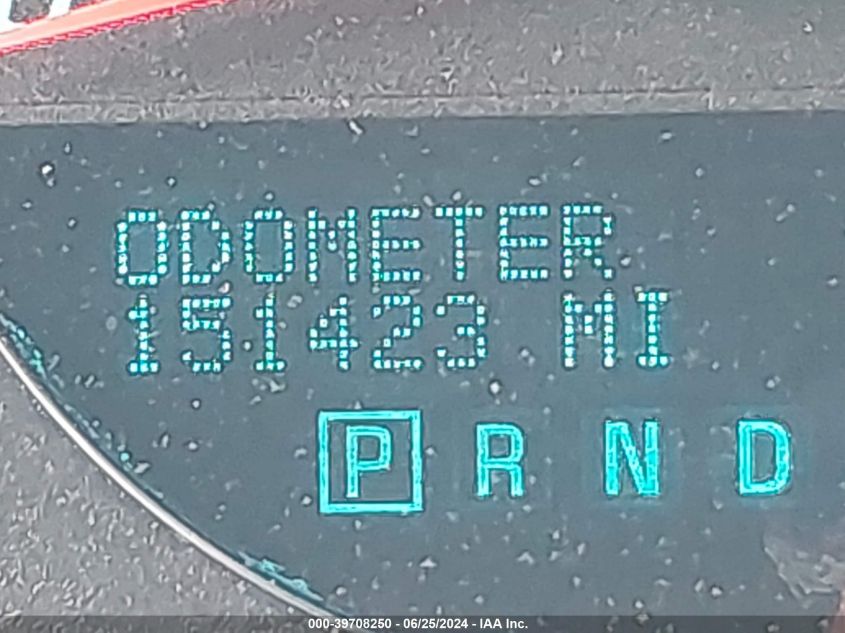 ODOMETER
151423 MI
P R N D
000-39708250 - 06/25/2024 - IAA Inc.